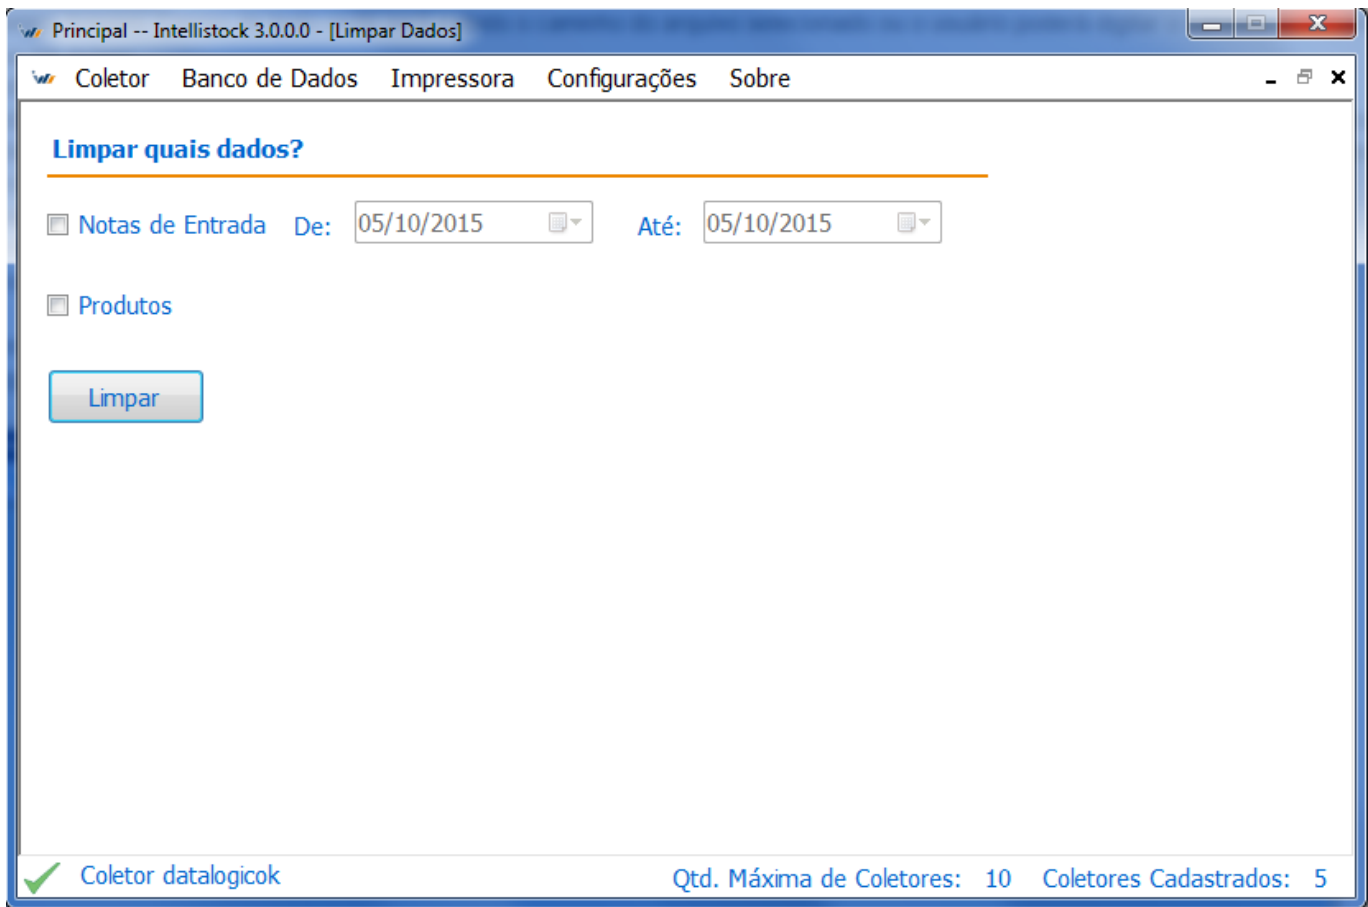 Principal -- Intellistock 3.0.0.0 - [Limpar Dados]
Coletor Banco de Dados Impressora Configurações Sobre
Limpar quais dados?
Notas de Entrada De: 05/10/2015 Até: 05/10/2015
Produtos
Limpar
Coletor datalogicok Qtd. Máxima de Coletores: 10 Coletores Cadastrados: 5